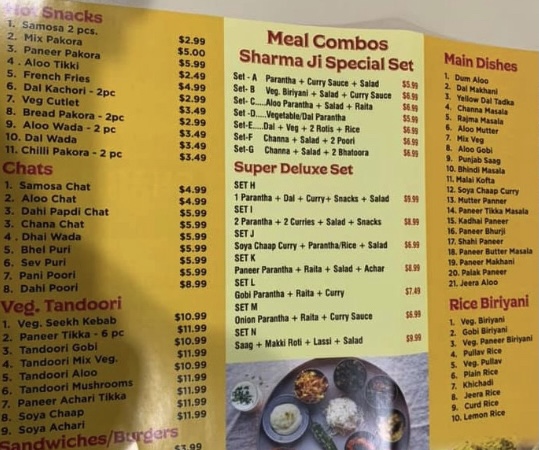 Hot Snacks
1. Samosa 2 pcs. $2.99
2. Mix Pakora $5.00
3. Paneer Pakora $5.99
4 . Aloo Tikki $2.49
5. French Fries $4.99
6. Dal Kachori - 2pc $2.99
7. Veg Cutlet $2.99
8. Bread Pakora - 2pc $3.49
9. Aloo Wada - 2 pc $2.99
10. Dal Wada $3.49
11. Chilli Pakora - 2 pc $3.49
Chats
1. Samosa Chat $4.99
2. Aloo Chat $4.99
3. Dahi Papdi Chat $5.99
3. Chana Chat $5.99
4 . Dhai Wada $5.99
5. Bhel Puri $5.99
6. Sev Puri $5.99
7. Pani Poori $5.99
8. Dahi Poori $8.99
Veg. Tandoori
1. Veg. Seekh Kebab $10.99
2. Paneer Tikka - 6 pc $11.99
3. Tandoori Gobi $10.99
4. Tandoori Mix Veg. $11.99
5. Tandoori Aloo $10.99
6. Tandoori Mushrooms $11.99
7. Paneer Achari Tikka $11.99
8. Soya Chaap $11.99
9. Soya Achari $11.99
Sandwiches/Burgers
$3.99
Meal Combos
Sharma Ji Special Set
Set - A Parantha + Curry Sauce + Salad $5.99
Set- B Veg. Biriyani + Salad + Curry Sauce $6.99
Set- C.....Aloo Parantha + Salad + Raita $6.99
Set -D.....Vegetable/Dal Parantha $5.99
Set-E.....Dal + Veg + 2 Rotis + Rice $6.99
Set-F Channa + Salad + 2 Poori $6.99
Set-G Channa + Salad + 2 Bhatoora $6.99
Super Deluxe Set
SET H
1 Parantha + Dal + Curry+ Snacks + Salad $9.99
SET I
2 Parantha + 2 Curries + Salad + Snacks $8.99
SET J
Soya Chaap Curry + Parantha/Rice + Salad $6.99
SET K
Paneer Parantha + Raita + Salad + Achar $8.99
SET L
Gobi Parantha + Raita + Curry $7.49
SET M
Onion Parantha + Raita + Curry Sauce $6.99
SET N
Saag + Makki Roti + Lassi + Salad $9.99
Main Dishes
1. Dum Aloo
2. Dal Makhani
3. Yellow Dal Tadka
4. Channa Masala
5. Rajma Masala
6. Aloo Mutter
7. Mix Veg
8. Aloo Gobi
9. Punjab Saag
10. Bhindi Masala
11. Malai Kofta
12. Soya Chaap Curry
13. Mutter Panner
14. Paneer Tikka Masala
15. Kadhai Paneer
16. Paneer Bhurji
17. Shahi Paneer
18. Paneer Butter Masala
19. Paneer Makhani
20. Palak Paneer
21. Jeera Aloo
Rice Biriyani
1. Veg. Biriyani
2. Gobi Biriyani
3. Veg. Paneer Biriyani
4. Pullav Rice
5. Veg. Pullav
6. Plain Rice
7. Khichadi
8. Jeera Rice
9. Curd Rice
10. Lemon Rice